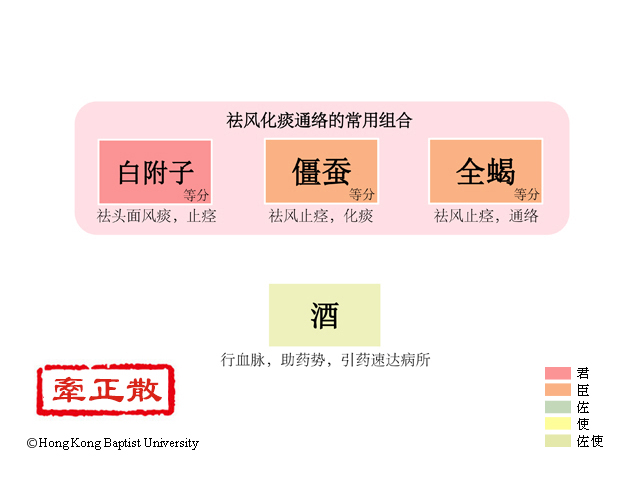 祛风化痰通络的常用组合
白附子
等分
祛头面风痰，止痉
僵蚕
等分
祛风止痉，化痰
全蝎
等分
祛风止痉，通络
酒
行血脉，助药势，引药速达病所
牵正散
©Hong Kong Baptist University
君
臣
佐
使
佐使